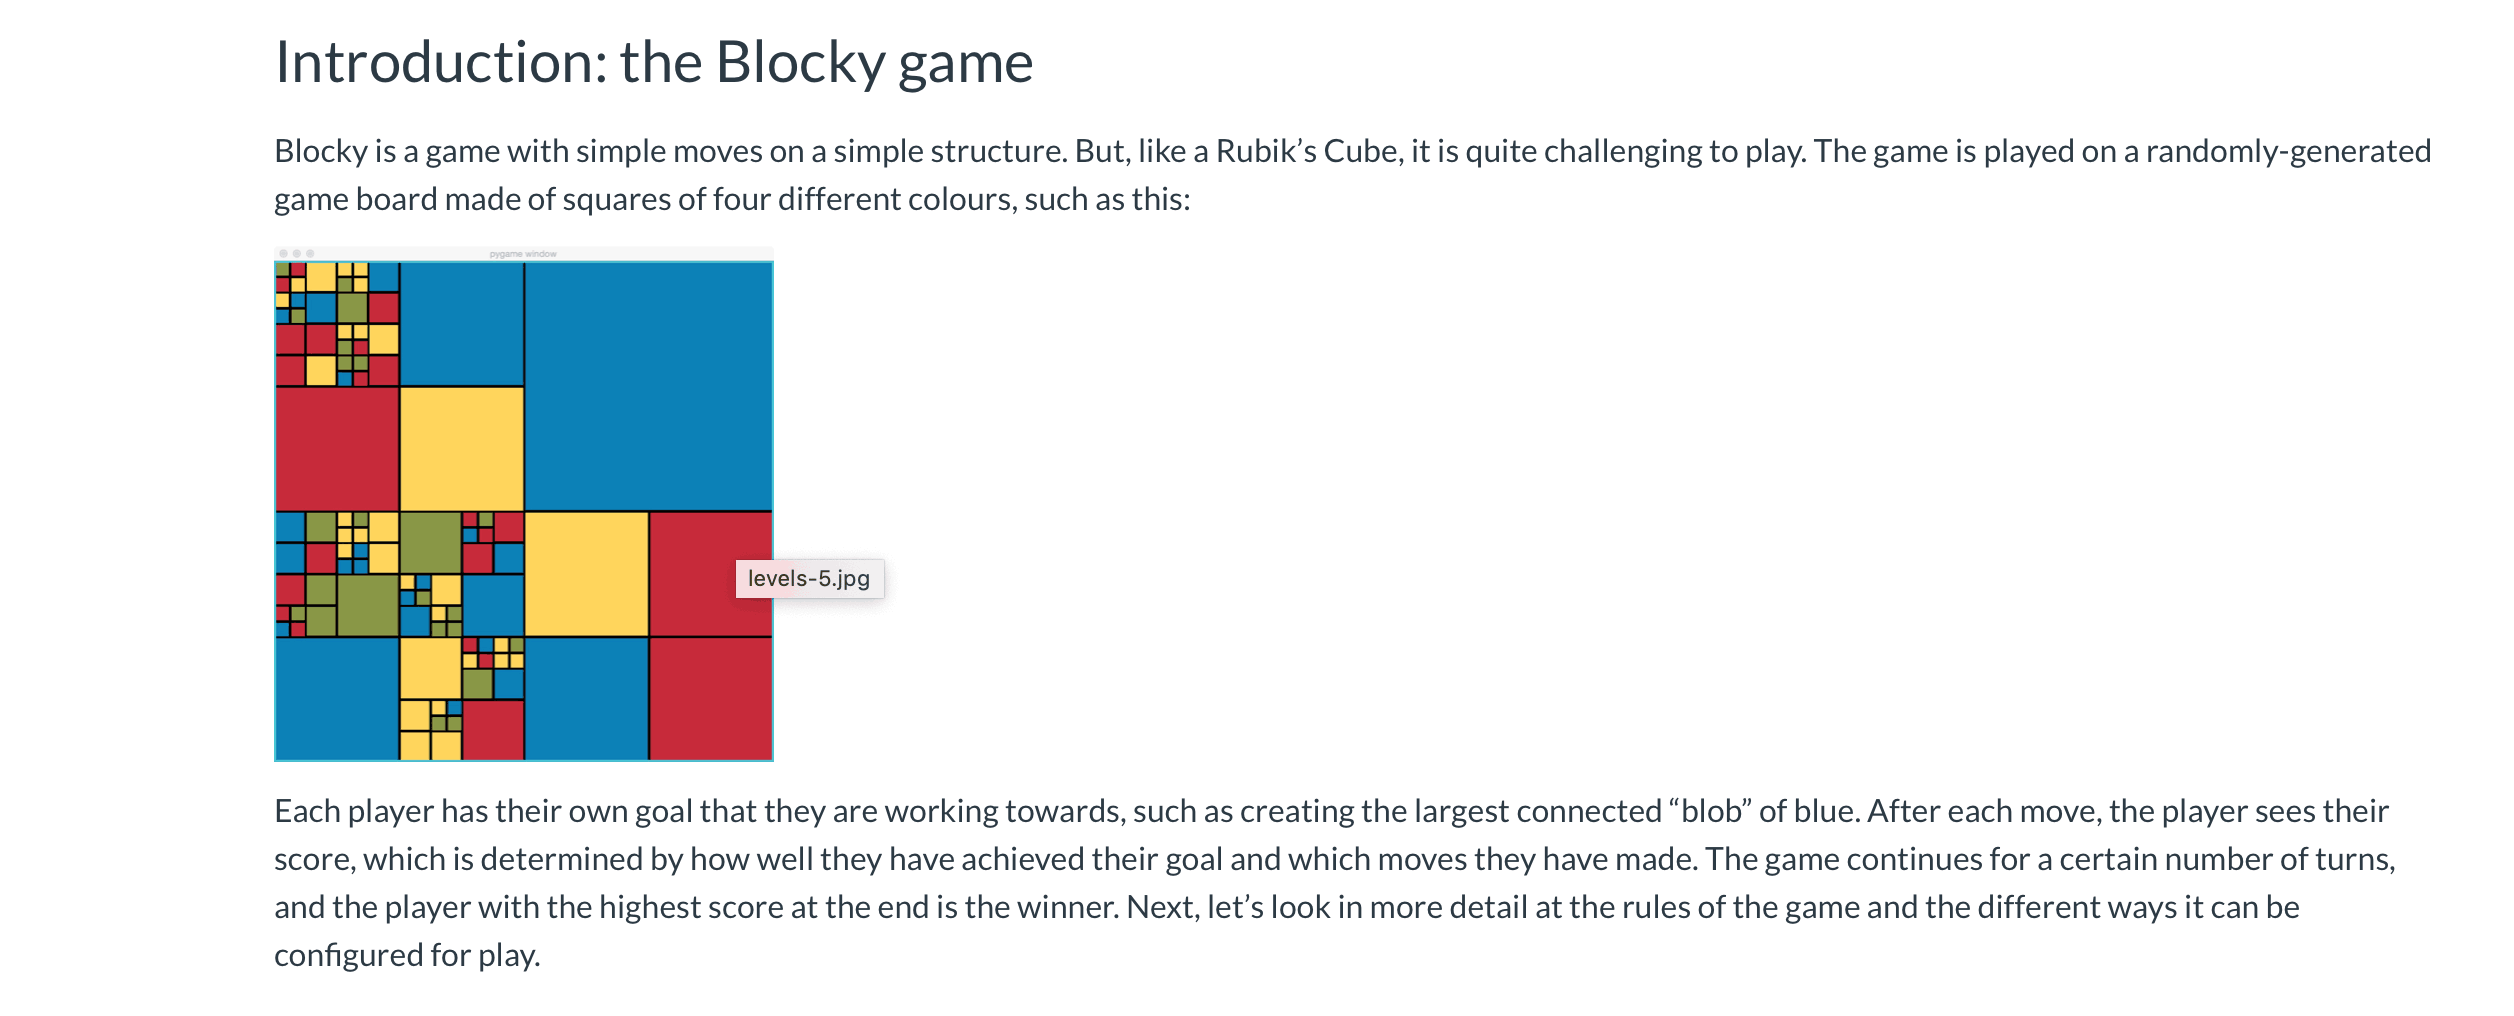 Introduction: the Blocky game
Blocky is a game with simple moves on a simple structure. But, like a Rubik’s Cube, it is quite challenging to play. The game is played on a randomly-generated
game board made of squares of four different colours, such as this:
pygame window
levels-5.jpg
Each player has their own goal that they are working towards, such as creating the largest connected “blob” of blue. After each move, the player sees their
score, which is determined by how well they have achieved their goal and which moves they have made. The game continues for a certain number of turns,
and the player with the highest score at the end is the winner. Next, let’s look in more detail at the rules of the game and the different ways it can be
configured for play.